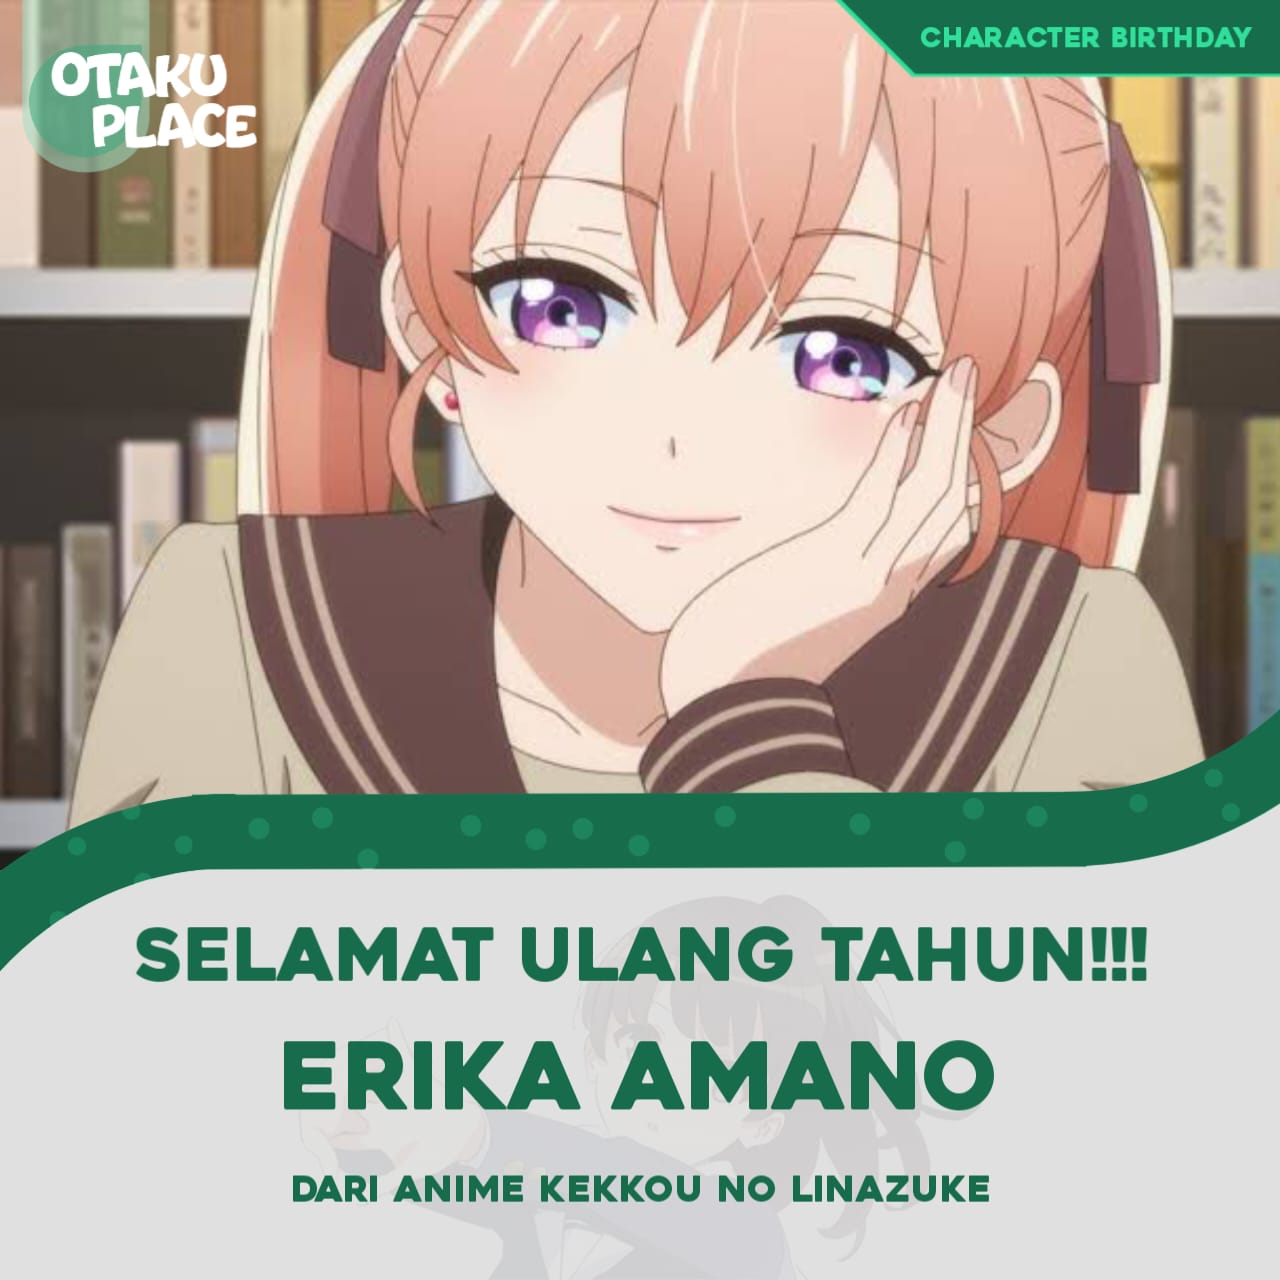 OTAKU
PLACE
CHARACTER BIRTHDAY
SELAMAT ULANG TAHUN!!!
ERIKA AMANO
DARI ANIME KEKKOU NO LINAZUKE